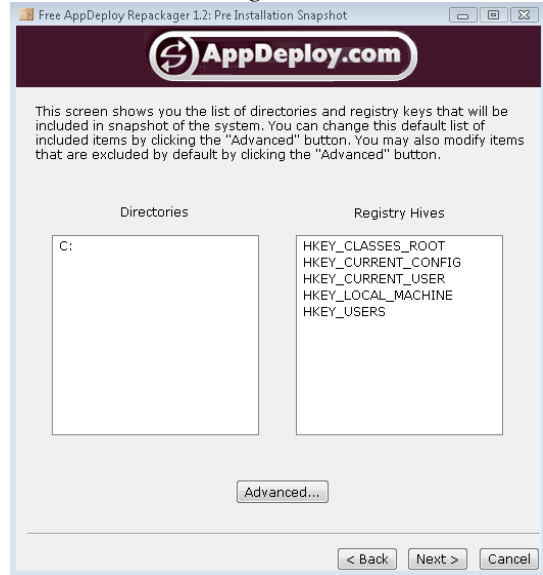 Free AppDeploy Repackager 1.2: Pre Installation Snapshot
AppDeploy.com
This screen shows you the list of directories and registry keys that will be
included in snapshot of the system. You can change this default list of
included items by clicking the "Advanced" button. You may also modify items
that are excluded by default by clicking the "Advanced" button.
Directories
Registry Hives
C:
HKEY_CLASSES_ROOT
HKEY_CURRENT_CONFIG
HKEY_CURRENT_USER
HKEY_LOCAL_MACHINE
HKEY_USERS
Advanced...
< Back Next > Cancel